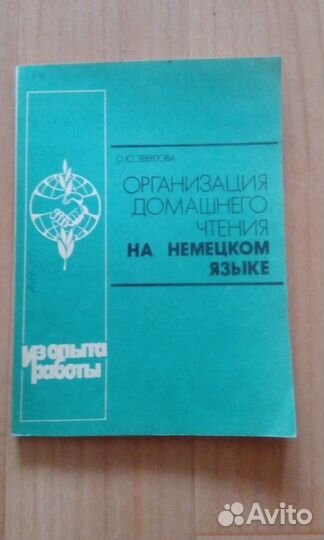 О.Ю. ЗВЕРЛОВА
ОРГАНИЗАЦИЯ
ДОМАШНЕГО
ЧТЕНИЯ
НА НЕМЕЦКОМ
ЯЗЫКЕ
из опыта
работы
Avito